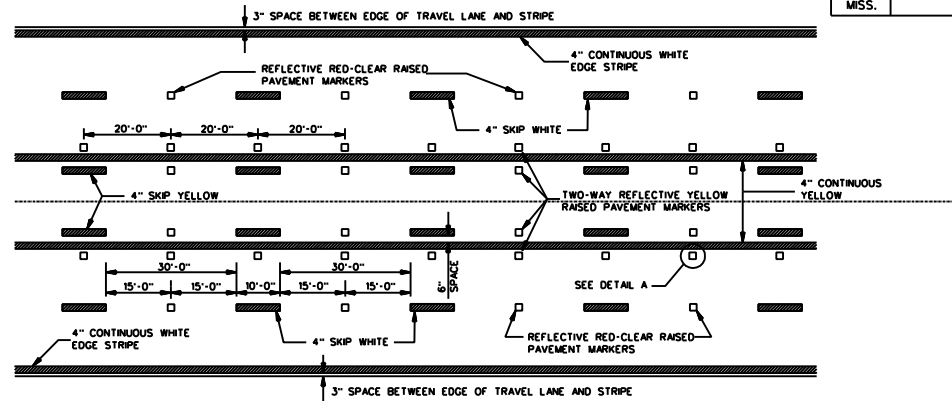 3" SPACE BETWEEN EDGE OF TRAVEL LANE AND STRIPE
MISS.
4" CONTINUOUS WHITE
EDGE STRIPE
REFLECTIVE RED-CLEAR RAISED
PAVEMENT MARKERS
4" SKIP WHITE
20'-0"
20'-0"
20'-0"
4" SKIP YELLOW
TWO-WAY REFLECTIVE YELLOW
RAISED PAVEMENT MARKERS
4" CONTINUOUS
YELLOW
30'-0"
30'-0"
15'-0"
15'-0"
10'-0"
15'-0"
15'-0"
6"
SPACE
SEE DETAIL A
4" CONTINUOUS WHITE
EDGE STRIPE
4" SKIP WHITE
REFLECTIVE RED-CLEAR RAISED
PAVEMENT MARKERS
3" SPACE BETWEEN EDGE OF TRAVEL LANE AND STRIPE